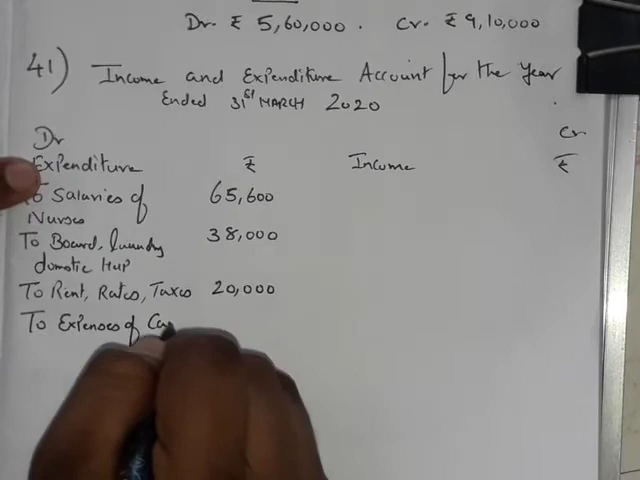 Dr. ₹ 5,60,000. Cr. ₹ 9,10,000
41) Income and Expenditure Account for the Year
Ended 31st MARCH 2020
Dr Cr
Expenditure ₹ Income ₹
To Salaries of 65,600
Nurses
To Board, laundry 38,000
domotic Help
To Rent, Rates, Taxes 20,000
To Expenses of Ca